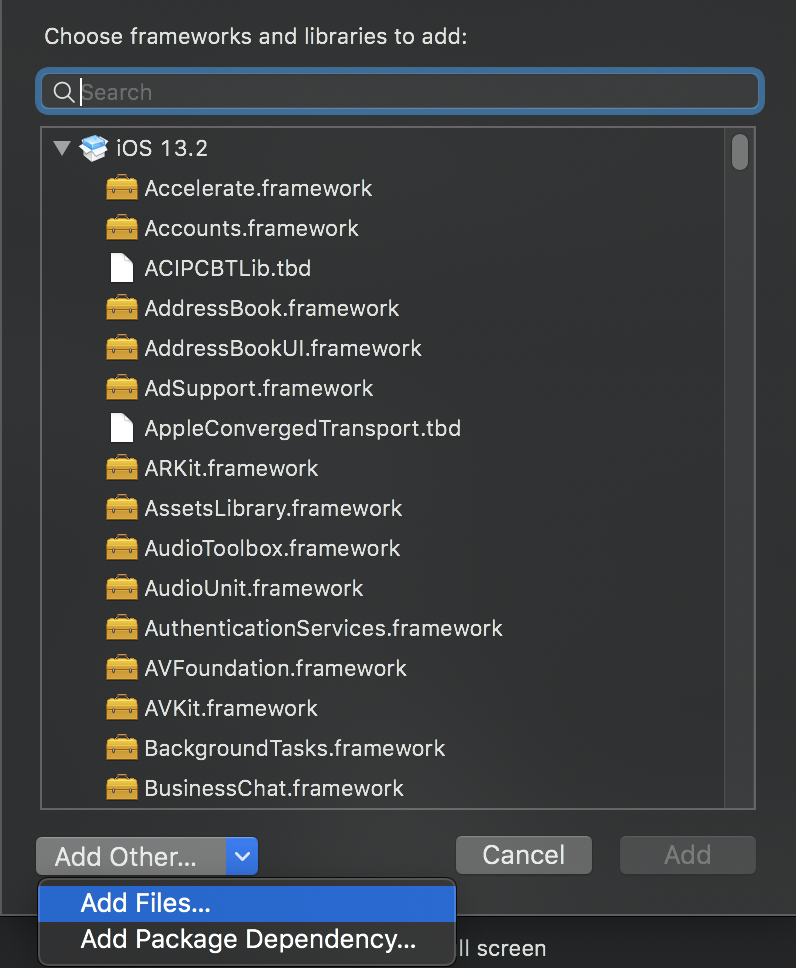 Choose frameworks and libraries to add:
Search
iOS 13.2
Accelerate.framework
Accounts.framework
ACIPCBTLib.tbd
AddressBook.framework
AddressBookUI.framework
AdSupport.framework
AppleConvergedTransport.tbd
ARKit.framework
AssetsLibrary.framework
AudioToolbox.framework
AudioUnit.framework
AuthenticationServices.framework
AVFoundation.framework
AVKit.framework
BackgroundTasks.framework
BusinessChat.framework
Add Other... Cancel Add
Add Files...
Add Package Dependency...
ll screen